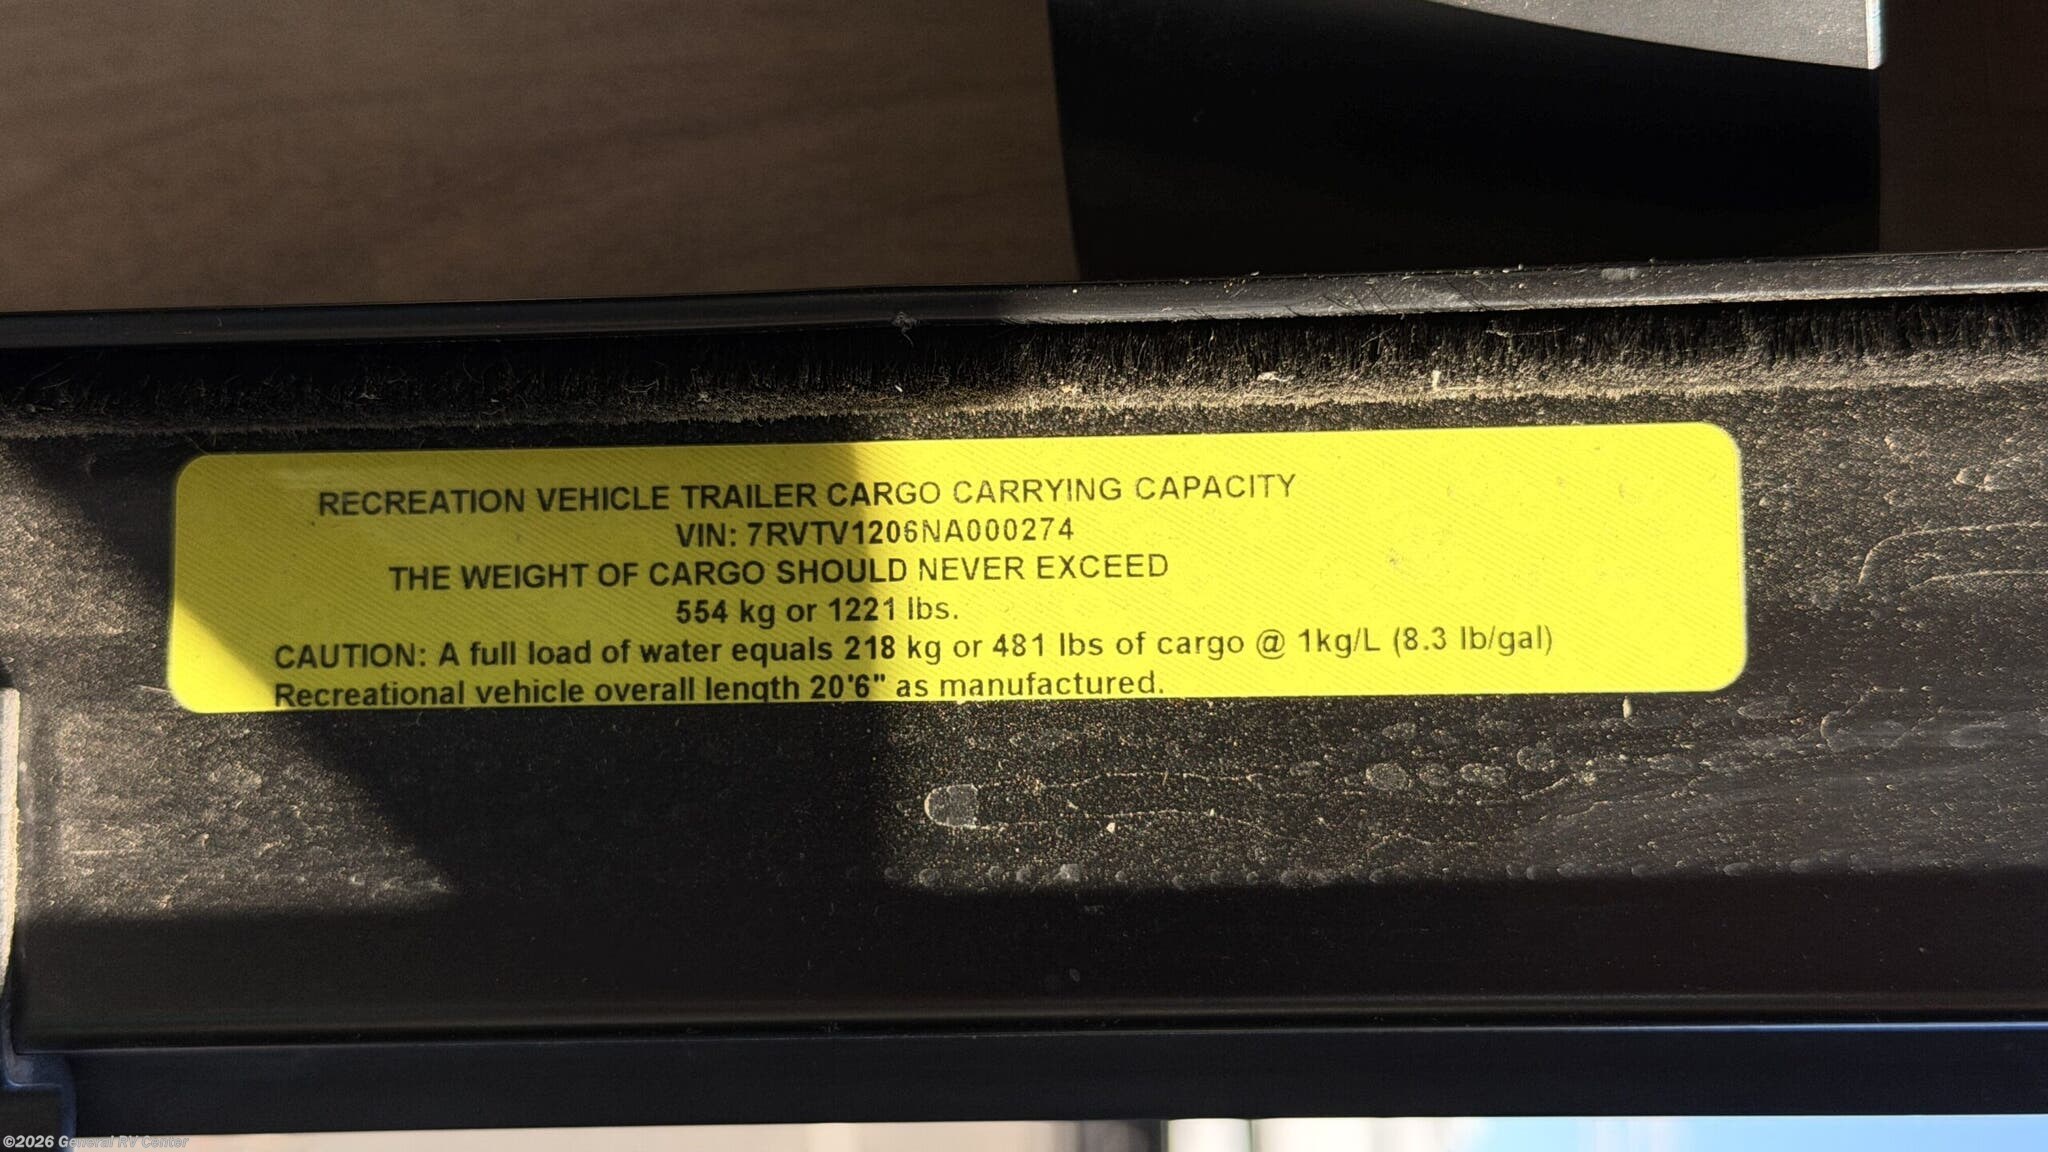 RECREATION VEHICLE TRAILER CARGO CARRYING CAPACITY
VIN: 7RVTV1206NA000274
THE WEIGHT OF CARGO SHOULD NEVER EXCEED
554 kg or 1221 lbs.
CAUTION: A full load of water equals 218 kg or 481 lbs of cargo @ 1kg/L (8.3 lb/gal)
Recreational vehicle overall length 20'6" as manufactured.
©2026 General RV Center